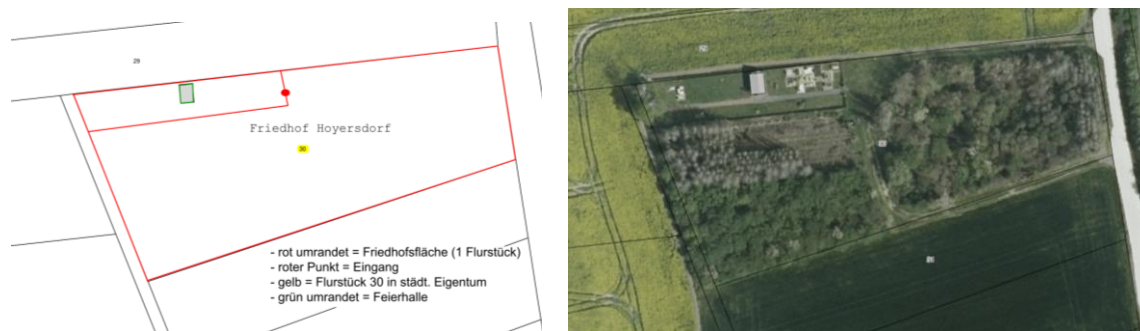 29
Friedhof Hoyersdorf
30
- rot umrandet = Friedhofsfläche (1 Flurstück)
- roter Punkt = Eingang
- gelb = Flurstück 30 in städt. Eigentum
- grün umrandet = Feierhalle